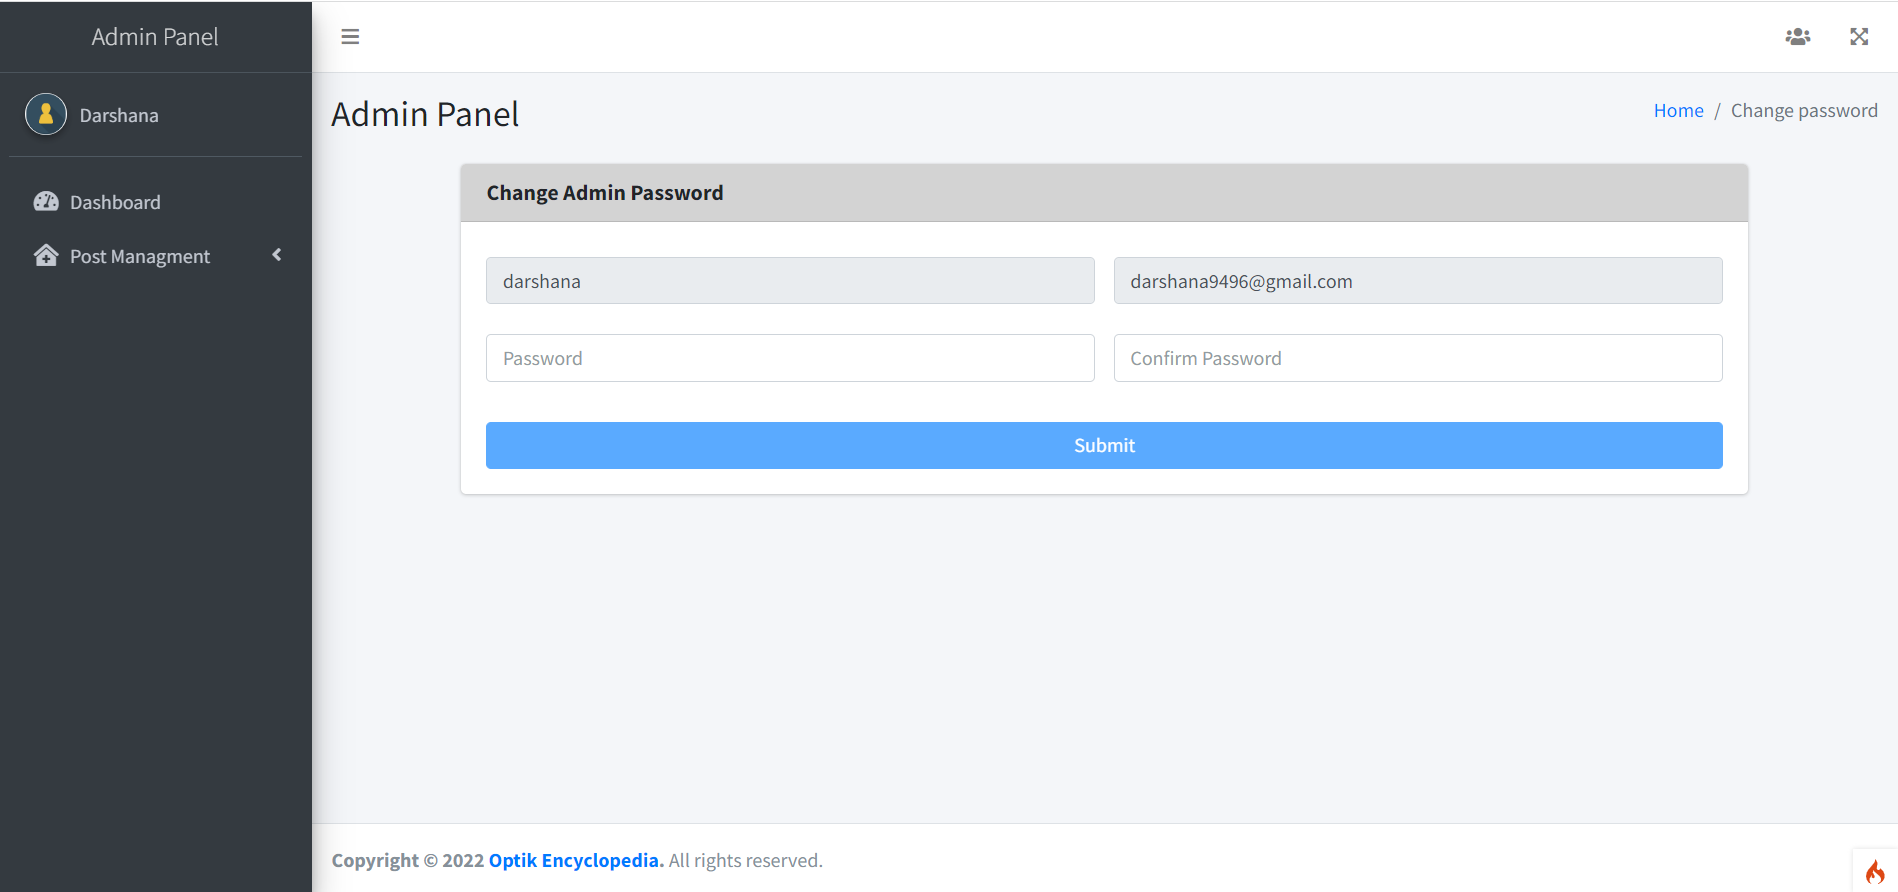 Admin Panel
Darshana
Dashboard
Post Managment
Admin Panel
Home / Change password
Change Admin Password
darshana
darshana9496@gmail.com
Password
Confirm Password
Submit
Copyright © 2022 Optik Encyclopedia. All rights reserved.